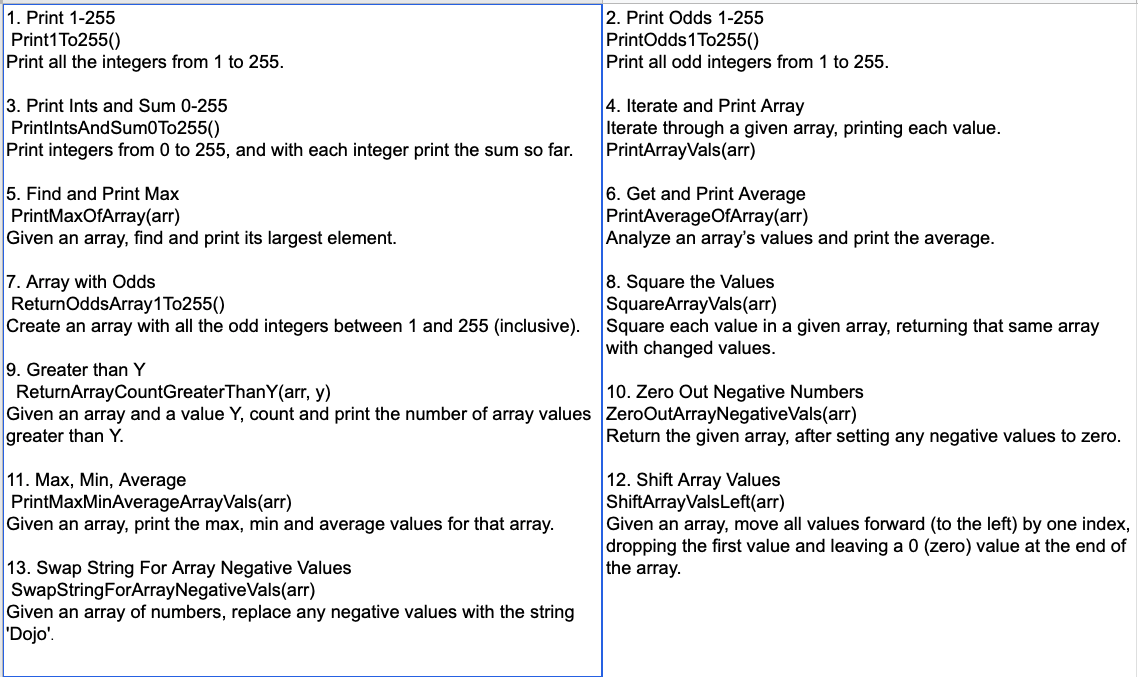 1. Print 1-255
Print1To255()
Print all the integers from 1 to 255.
2. Print Odds 1-255
PrintOdds1To255()
Print all odd integers from 1 to 255.
3. Print Ints and Sum 0-255
PrintIntsAndSum0To255()
Print integers from 0 to 255, and with each integer print the sum so far.
4. Iterate and Print Array
Iterate through a given array, printing each value.
PrintArrayVals(arr)
5. Find and Print Max
PrintMaxOfArray(arr)
Given an array, find and print its largest element.
6. Get and Print Average
PrintAverageOfArray(arr)
Analyze an array’s values and print the average.
7. Array with Odds
ReturnOddsArray1To255()
Create an array with all the odd integers between 1 and 255 (inclusive).
8. Square the Values
SquareArrayVals(arr)
Square each value in a given array, returning that same array
with changed values.
9. Greater than Y
ReturnArrayCountGreaterThanY(arr, y)
Given an array and a value Y, count and print the number of array values
greater than Y.
10. Zero Out Negative Numbers
ZeroOutArrayNegativeVals(arr)
Return the given array, after setting any negative values to zero.
11. Max, Min, Average
PrintMaxMinAverageArrayVals(arr)
Given an array, print the max, min and average values for that array.
12. Shift Array Values
ShiftArrayValsLeft(arr)
Given an array, move all values forward (to the left) by one index,
dropping the first value and leaving a 0 (zero) value at the end of
the array.
13. Swap String For Array Negative Values
SwapStringForArrayNegativeVals(arr)
Given an array of numbers, replace any negative values with the string
'Dojo'.